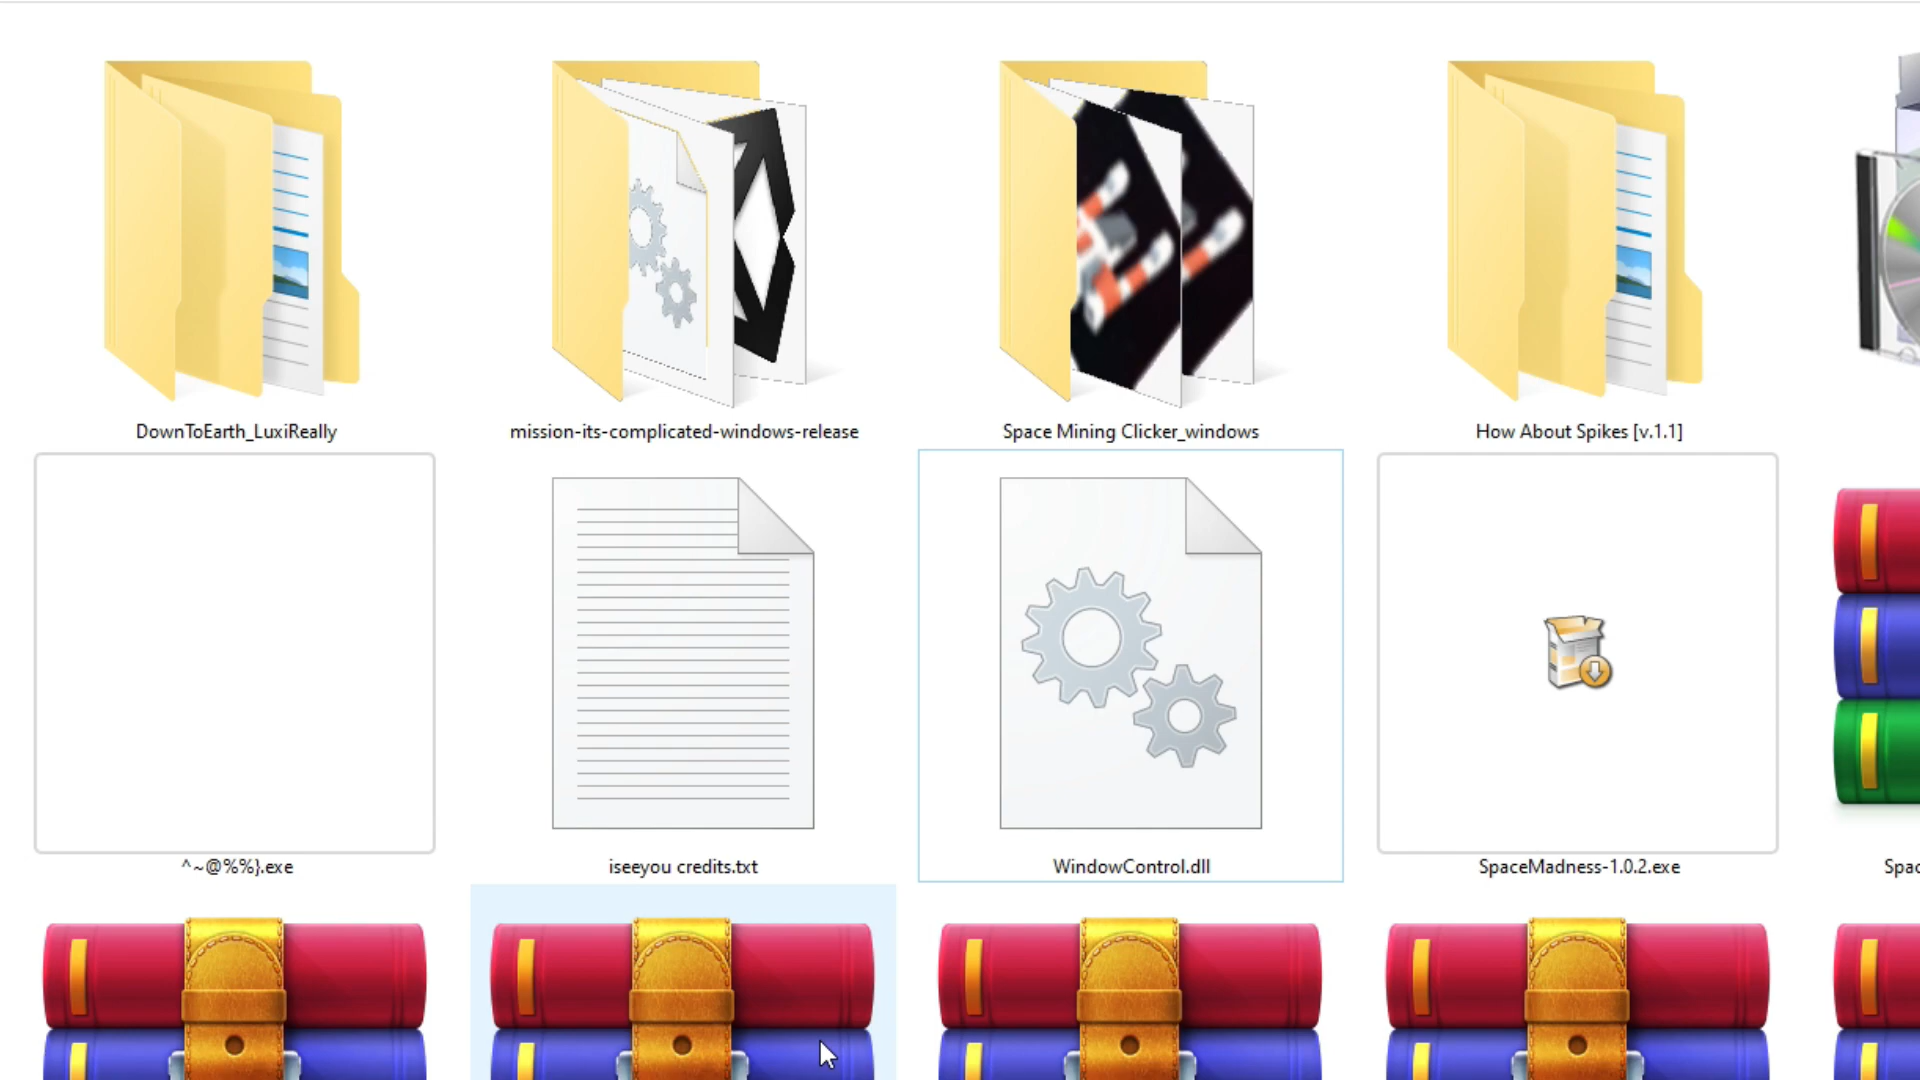 DownToEarth_LuxiReally
mission-its-complicated-windows-release
Space Mining Clicker_windows
How About Spikes [v.1.1]
^~@%%}.exe
iseeyou credits.txt
WindowControl.dll
SpaceMadness-1.0.2.exe
Spac